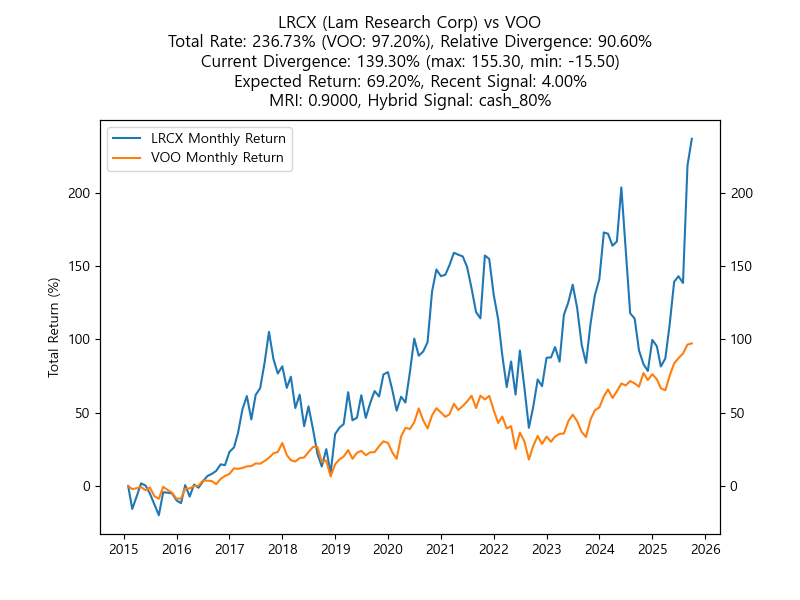 LRCX (Lam Research Corp) vs VOO
Total Rate: 236.73% (VOO: 97.20%), Relative Divergence: 90.60%
Current Divergence: 139.30% (max: 155.30, min: -15.50)
Expected Return: 69.20%, Recent Signal: 4.00%
MRI: 0.9000, Hybrid Signal: cash_80%
LRCX Monthly Return
VOO Monthly Return
Total Return (%)
200
150
100
50
0
200
150
100
50
0
2015 2016 2017 2018 2019 2020 2021 2022 2023 2024 2025 2026